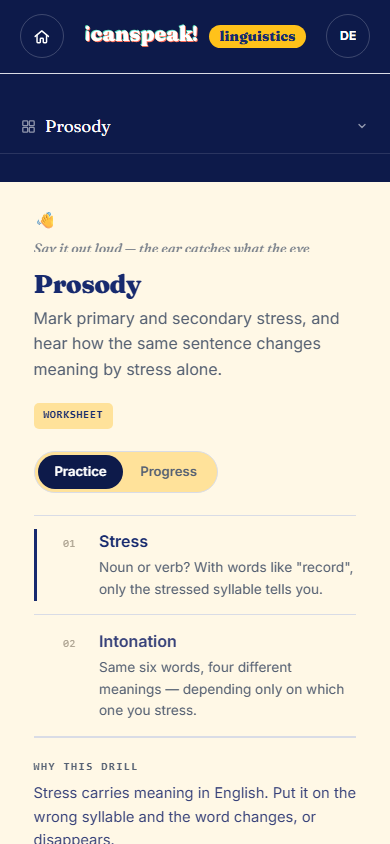 icanspeak! linguistics DE
Prosody
Say it out loud — the ear catches what the eye
Prosody
Mark primary and secondary stress, and
hear how the same sentence changes
meaning by stress alone.
WORKSHEET
Practice Progress
01 Stress
Noun or verb? With words like "record",
only the stressed syllable tells you.
02 Intonation
Same six words, four different
meanings — depending only on which
one you stress.
WHY THIS DRILL
Stress carries meaning in English. Put it on the
wrong syllable and the word changes, or
disappears.